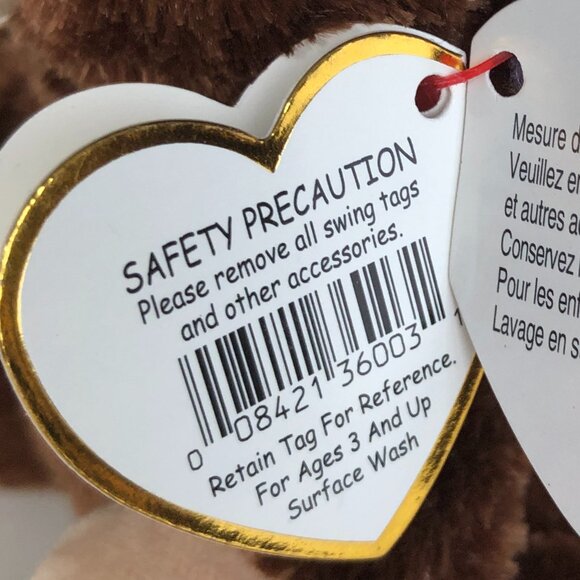 SAFETY PRECAUTION
Please remove all swing tags
and other accessories.
0 08421 36003 1
Retain Tag For Reference.
For Ages 3 And Up
Surface Wash
Mesure
Veuillez
et autres
Conservez
Pour les
Lavage en